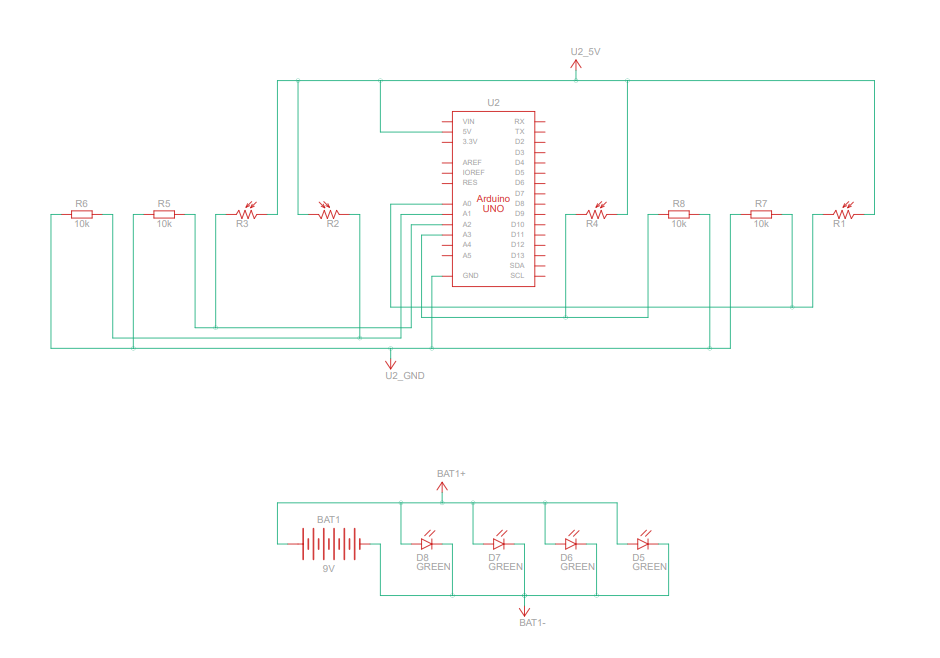 U2_5V
U2
VIN
5V
3.3V
AREF
IOREF
RES
A0
A1
A2
A3
A4
A5
GND
Arduino
UNO
RX
TX
D2
D3
D4
D5
D6
D7
D8
D9
D10
D11
D12
D13
SDA
SCL
R6
10k
R5
10k
R3
R2
R4
R8
10k
R7
10k
R1
U2_GND
BAT1+
BAT1
9V
D8
GREEN
D7
GREEN
D6
GREEN
D5
GREEN
BAT1-